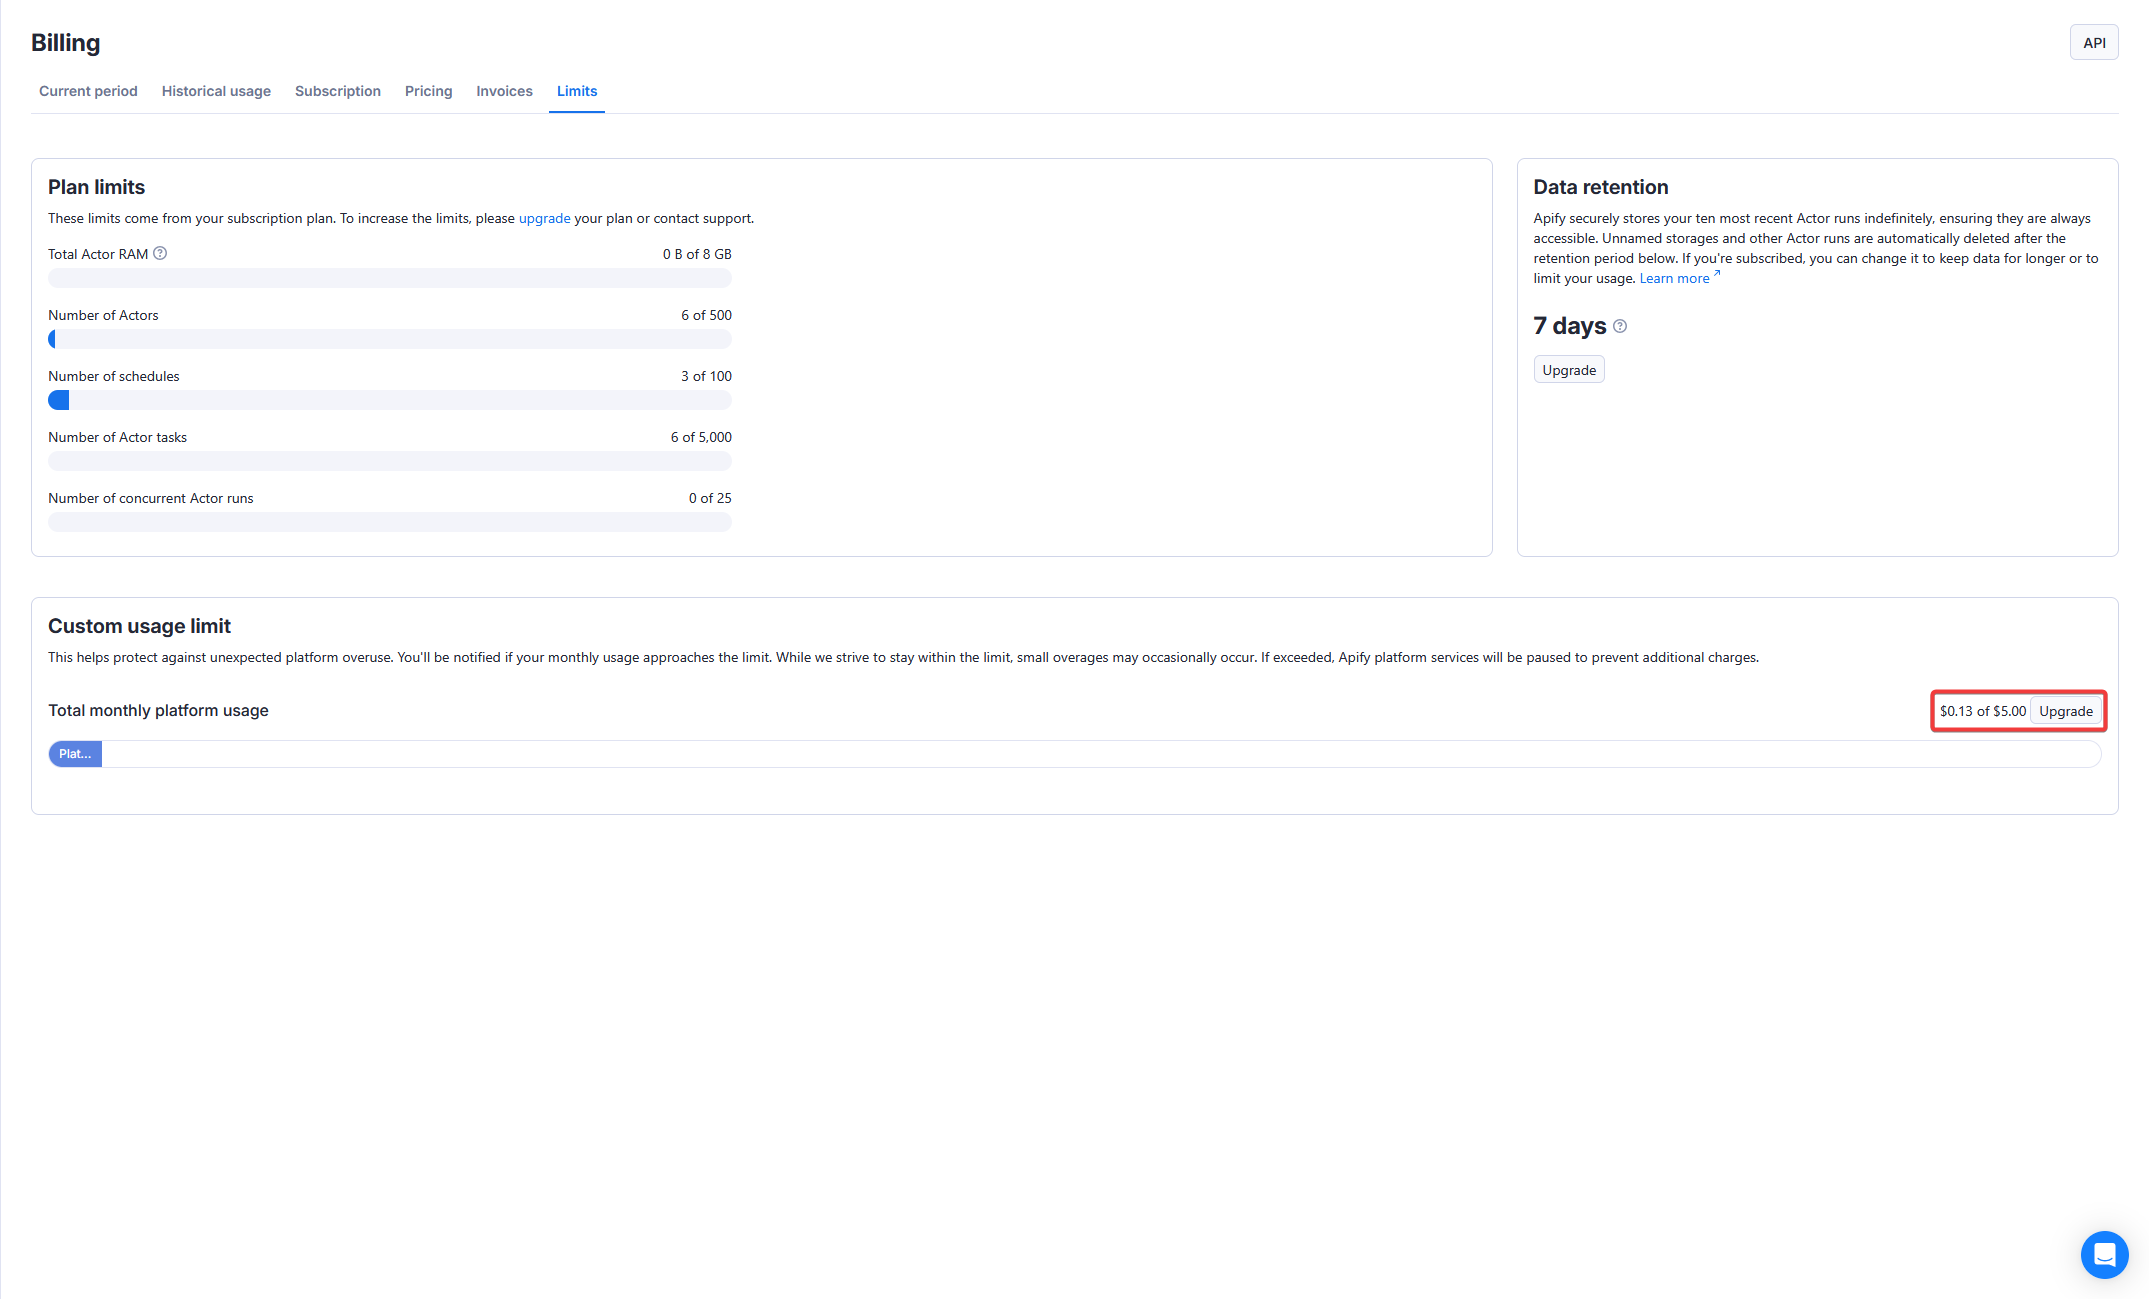 Billing
API
Current period
Historical usage
Subscription
Pricing
Invoices
Limits
Plan limits
These limits come from your subscription plan. To increase the limits, please upgrade your plan or contact support.
Total Actor RAM
0 B of 8 GB
Number of Actors
6 of 500
Number of schedules
3 of 100
Number of Actor tasks
6 of 5,000
Number of concurrent Actor runs
0 of 25
Data retention
Apify securely stores your ten most recent Actor runs indefinitely, ensuring they are always
accessible. Unnamed storages and other Actor runs are automatically deleted after the
retention period below. If you're subscribed, you can change it to keep data for longer or to
limit your usage. Learn more
7 days
Upgrade
Custom usage limit
This helps protect against unexpected platform overuse. You'll be notified if your monthly usage approaches the limit. While we strive to stay within the limit, small overages may occasionally occur. If exceeded, Apify platform services will be paused to prevent additional charges.
Total monthly platform usage
$0.13 of $5.00
Upgrade
Plat...